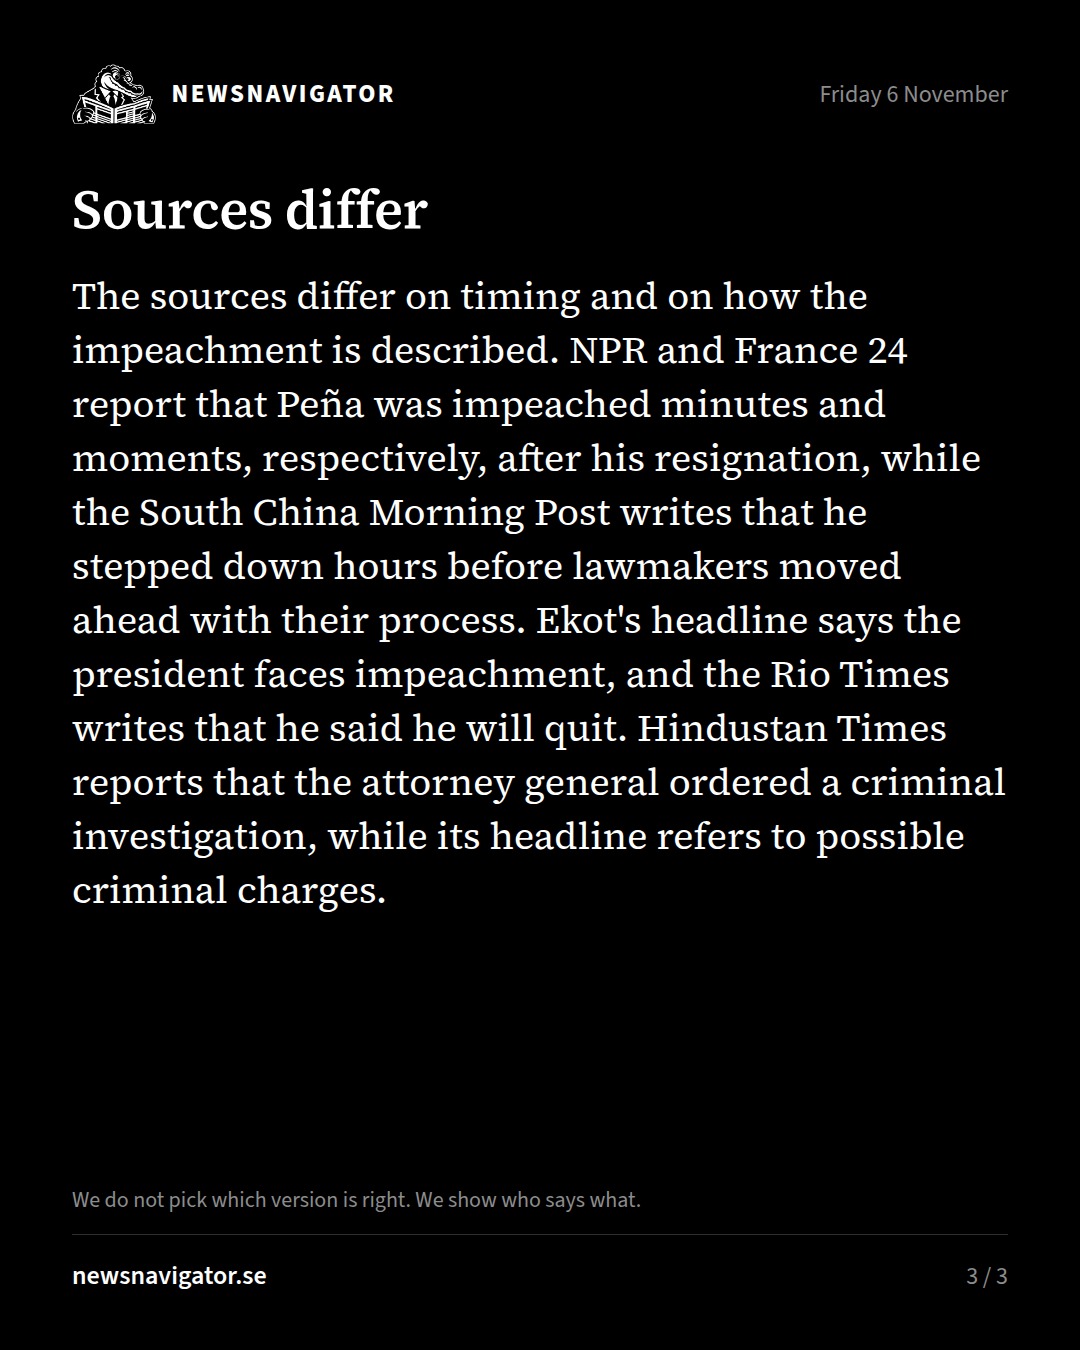 NEWSNAVIGATOR
Friday 6 November
Sources differ
The sources differ on timing and on how the
impeachment is described. NPR and France 24
report that Peña was impeached minutes and
moments, respectively, after his resignation, while
the South China Morning Post writes that he
stepped down hours before lawmakers moved
ahead with their process. Ekot's headline says the
president faces impeachment, and the Rio Times
writes that he said he will quit. Hindustan Times
reports that the attorney general ordered a criminal
investigation, while its headline refers to possible
criminal charges.
We do not pick which version is right. We show who says what.
newsnavigator.se
3 / 3